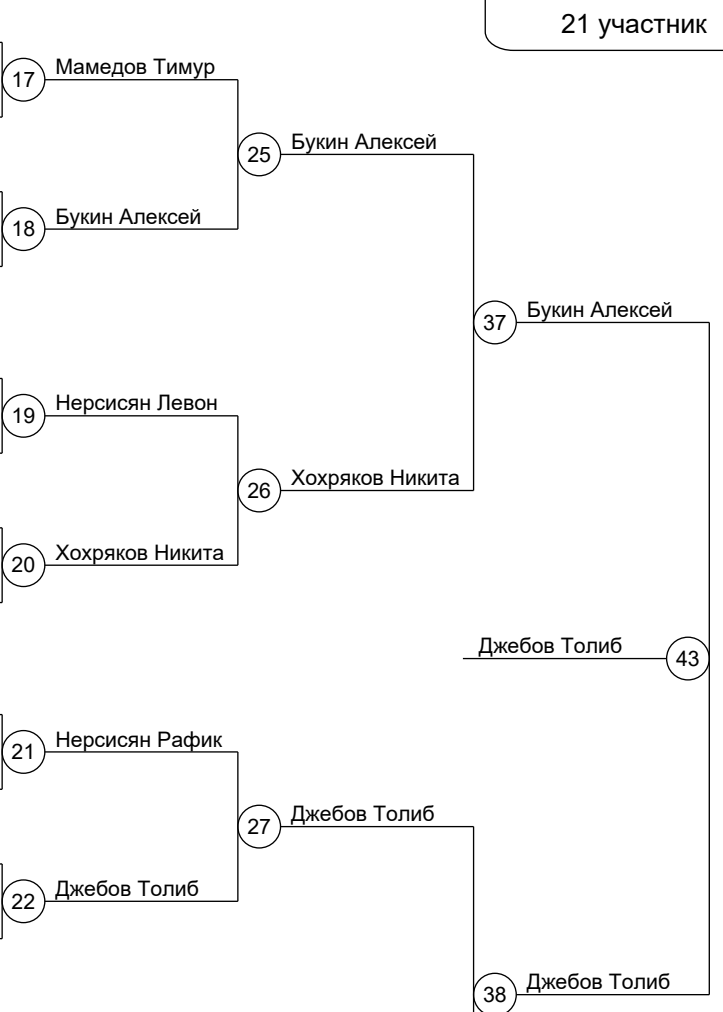 21 участник
17 Мамедов Тимур
25 Букин Алексей
18 Букин Алексей
37 Букин Алексей
19 Нерсисян Левон
26 Хохряков Никита
20 Хохряков Никита
Джебов Толиб 43
21 Нерсисян Рафик
27 Джебов Толиб
22 Джебов Толиб
38 Джебов Толиб